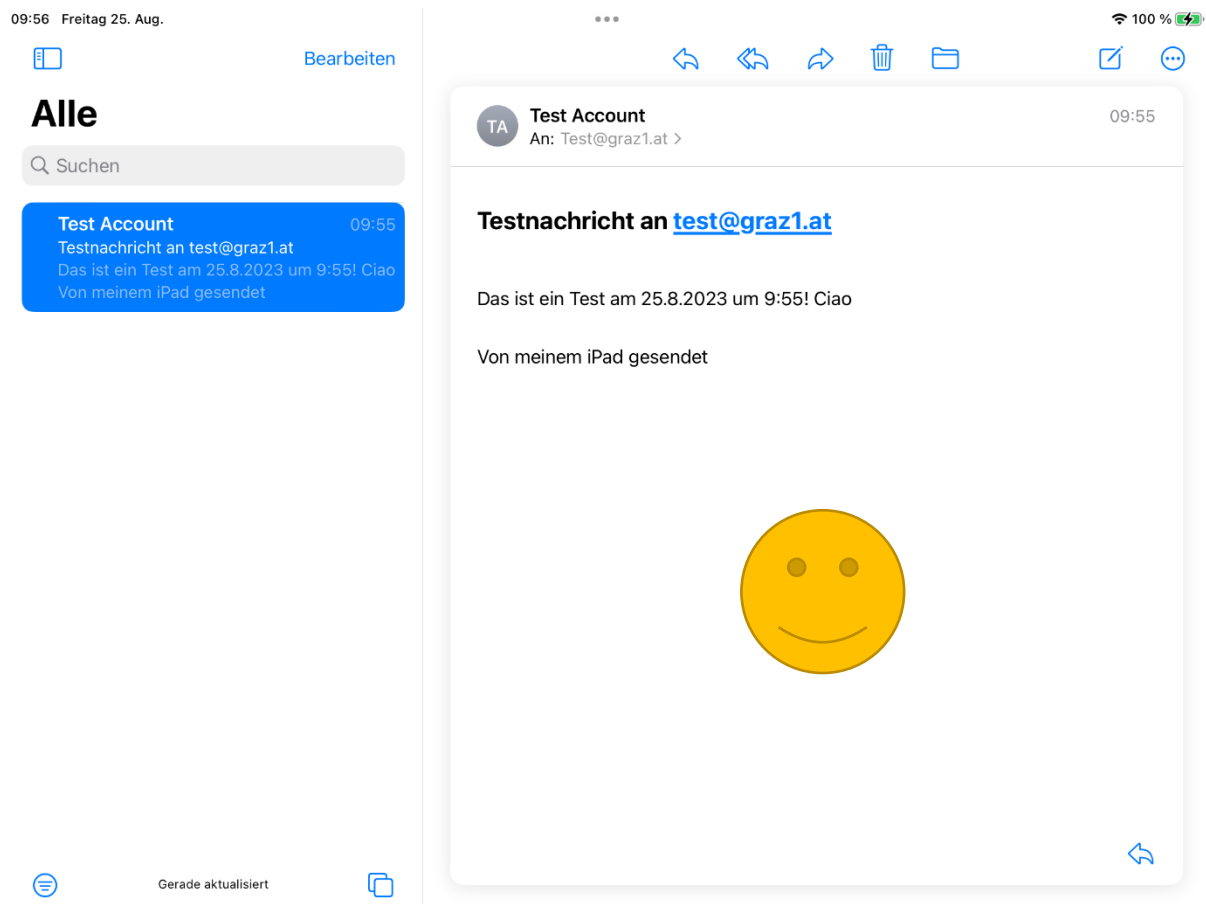 09:56 Freitag 25. Aug.
100 %
Bearbeiten
Alle
Suchen
Test Account 09:55
Testnachricht an test@graz1.at
Das ist ein Test am 25.8.2023 um 9:55! Ciao
Von meinem iPad gesendet
Gerade aktualisiert
TA
Test Account 09:55
An: Test@graz1.at
Testnachricht an test@graz1.at
Das ist ein Test am 25.8.2023 um 9:55! Ciao
Von meinem iPad gesendet